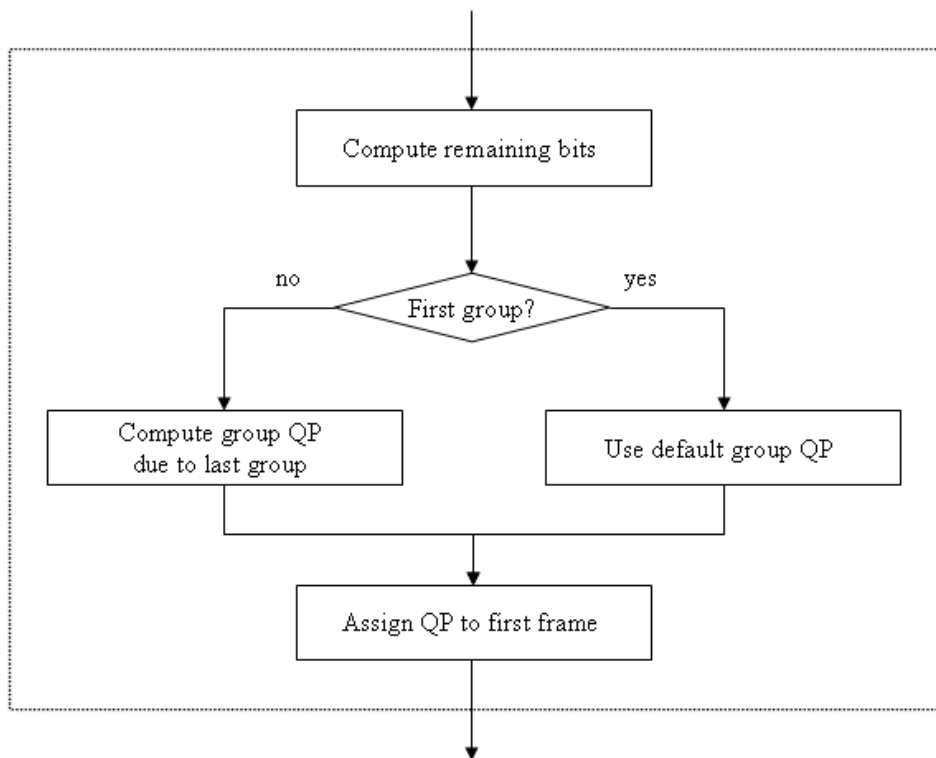 Compute remaining bits
no
yes
First group?
Compute group QP
due to last group
Use default group QP
Assign QP to first frame